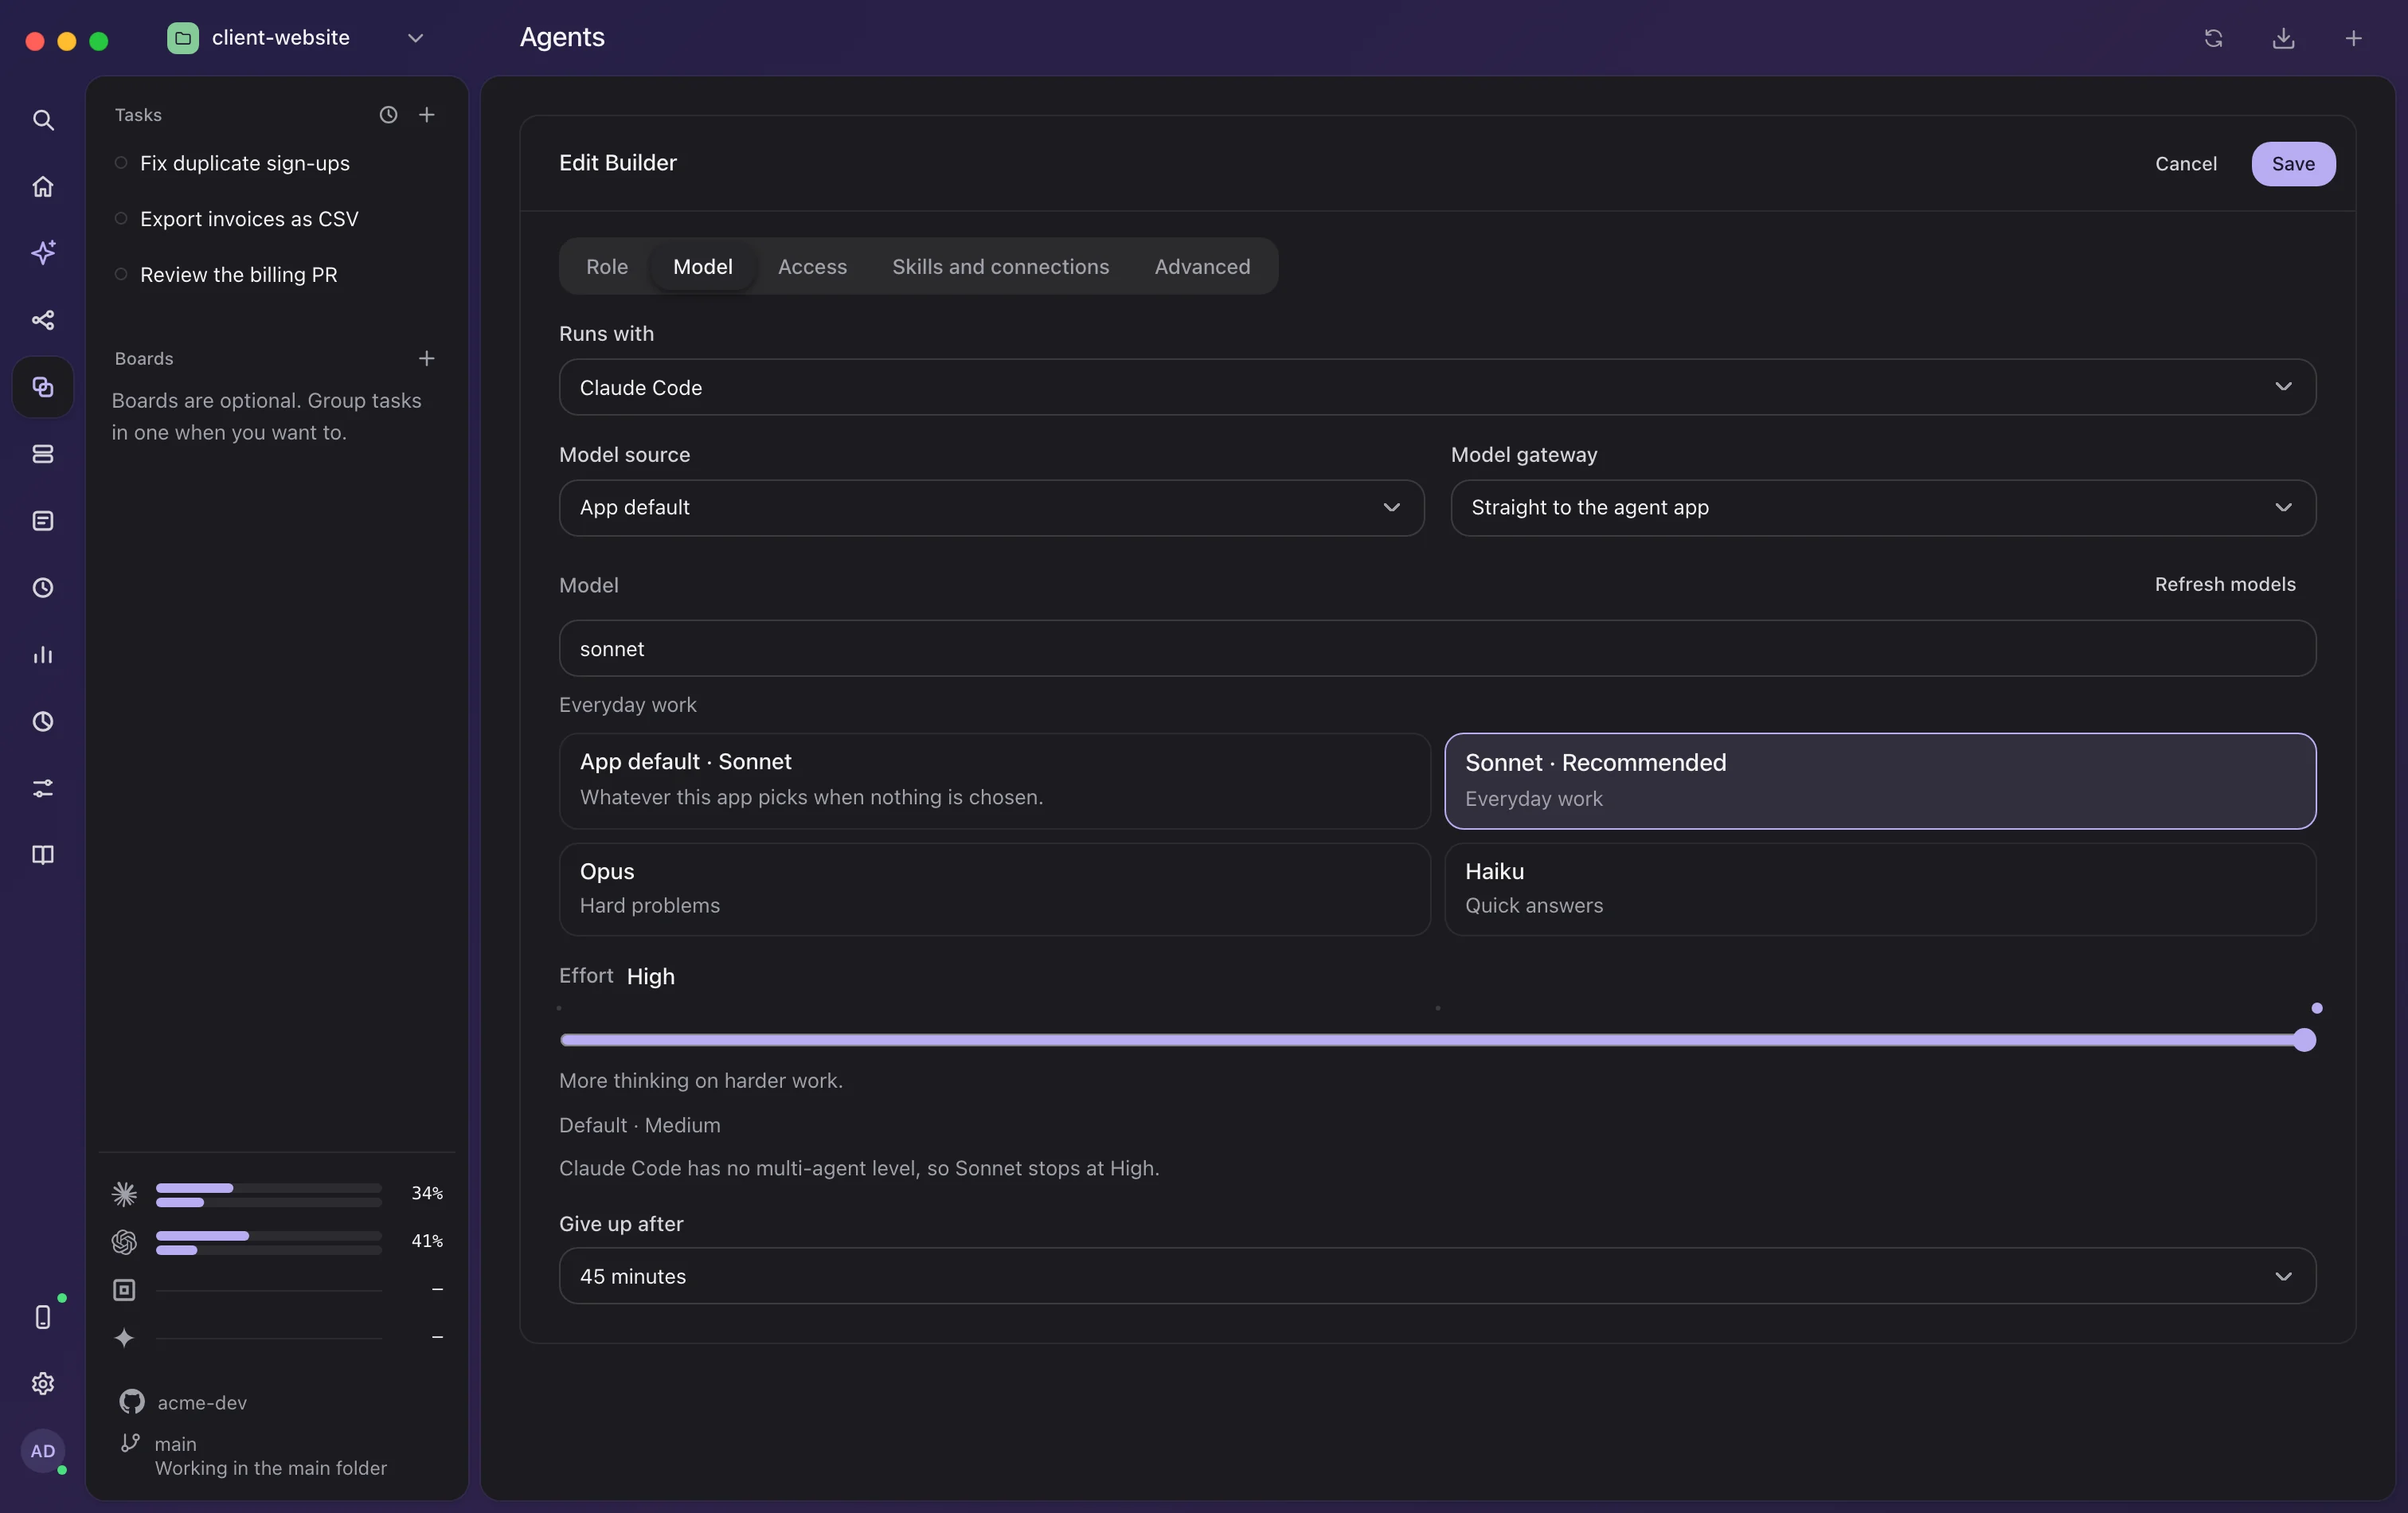 client-website
Agents
Tasks
Fix duplicate sign-ups
Export invoices as CSV
Review the billing PR
Boards
Boards are optional. Group tasks
in one when you want to.
34%
41%
–
–
acme-dev
main
Working in the main folder
AD
Edit Builder
Cancel
Save
Role
Model
Access
Skills and connections
Advanced
Runs with
Claude Code
Model source
Model gateway
App default
Straight to the agent app
Model
Refresh models
sonnet
Everyday work
App default · Sonnet
Whatever this app picks when nothing is chosen.
Sonnet · Recommended
Everyday work
Opus
Hard problems
Haiku
Quick answers
Effort High
More thinking on harder work.
Default · Medium
Claude Code has no multi-agent level, so Sonnet stops at High.
Give up after
45 minutes